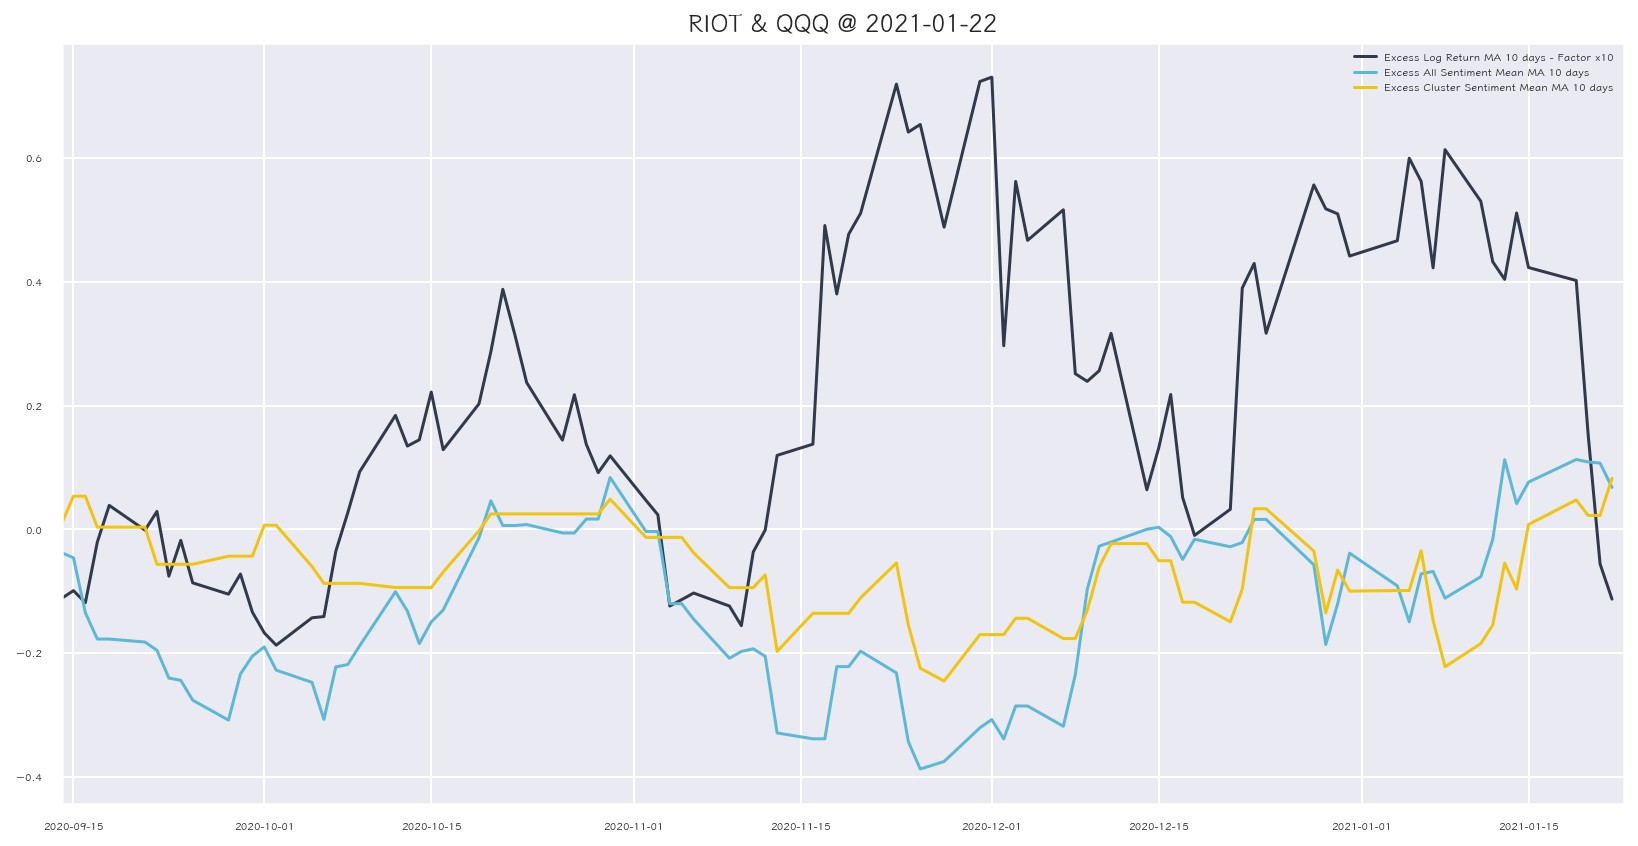 RIOT & QQQ @ 2021-01-22
Excess Log Return MA 10 days - Factor x10
Excess All Sentiment Mean MA 10 days
Excess Cluster Sentiment Mean MA 10 days
0.6
0.4
0.2
0.0
−0.2
−0.4
2020-09-15 2020-10-01 2020-10-15 2020-11-01 2020-11-15 2020-12-01 2020-12-15 2021-01-01 2021-01-15